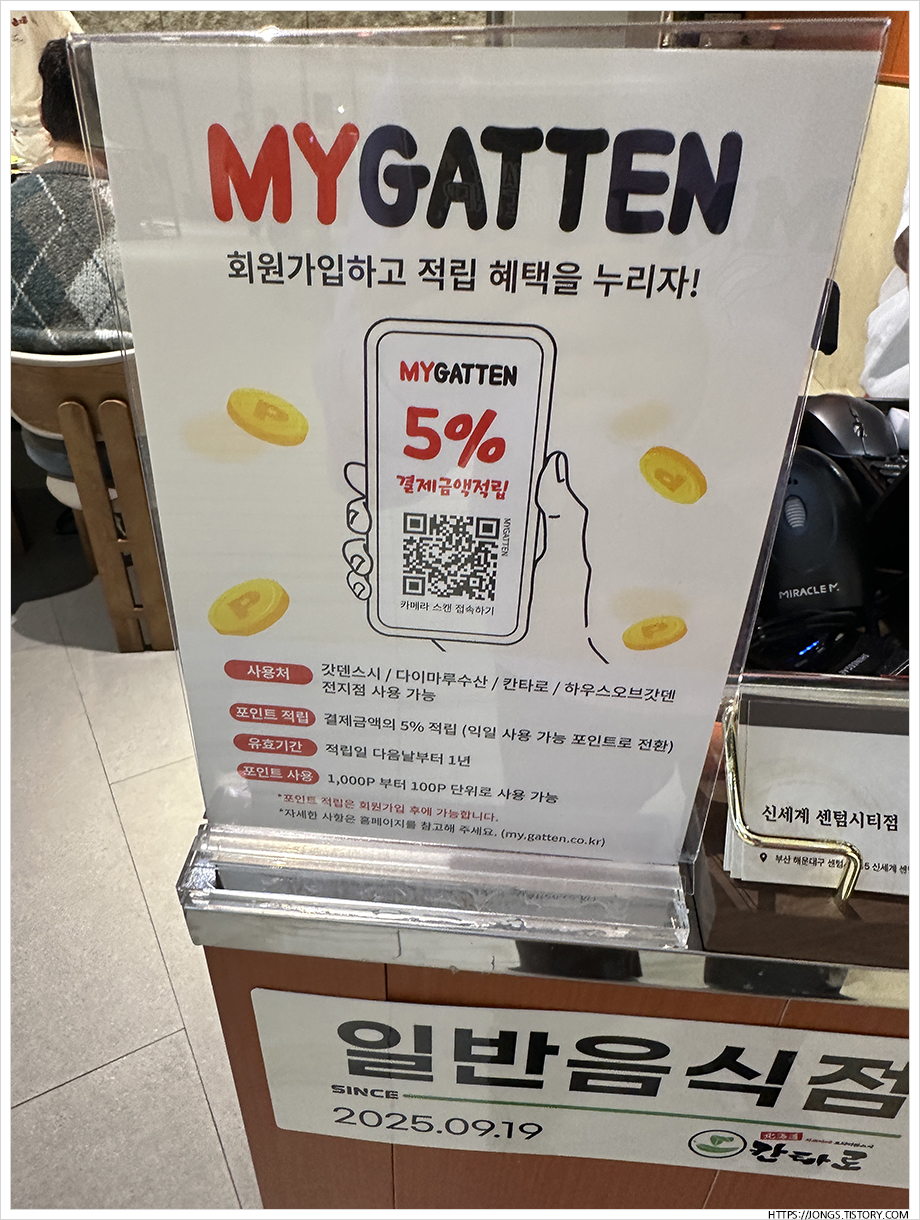 MYGATTEN
회원가입하고 적립 혜택을 누리자!
MYGATTEN
5%
결제금액적립
MYGATTEN
카메라 스캔 접속하기
사용처 갓덴스시 / 다이마루수산 / 칸타로 / 하우스오브갓덴
전지점 사용 가능
포인트 적립 결제금액의 5% 적립 (익일 사용 가능 포인트로 전환)
유효기간 적립일 다음날부터 1년
포인트 사용 1,000P 부터 100P 단위로 사용 가능
*포인트 적립은 회원가입 후에 가능합니다.
*자세한 사항은 홈페이지를 참고해 주세요. (my.gatten.co.kr)
MIRACLE M.
신세계 센텀시티점
부산 해운대구 센텀 5 신세계 센
일반음식점
SINCE
2025.09.19
HTTPS://JONGS.TISTORY.COM